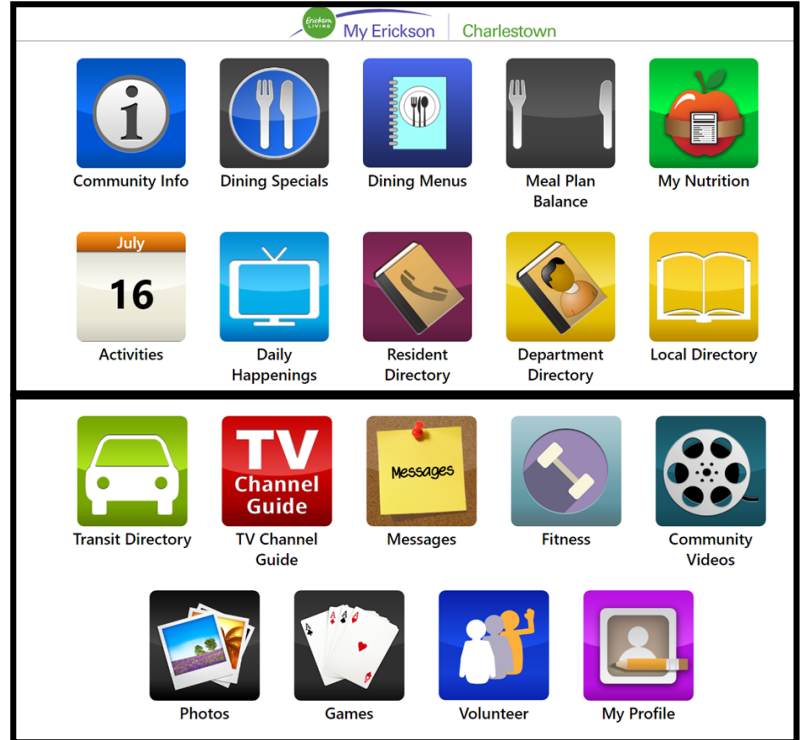 Erickson
LIVING
My Erickson
Charlestown
Community Info
Dining Specials
Dining Menus
Meal Plan
Balance
My Nutrition
July
16
Activities
Daily
Happenings
Resident
Directory
Department
Directory
Local Directory
Transit Directory
TV
Channel
Guide
TV Channel
Guide
Messages
Messages
Fitness
Community
Videos
Photos
A
A
A
A
Games
Volunteer
My Profile